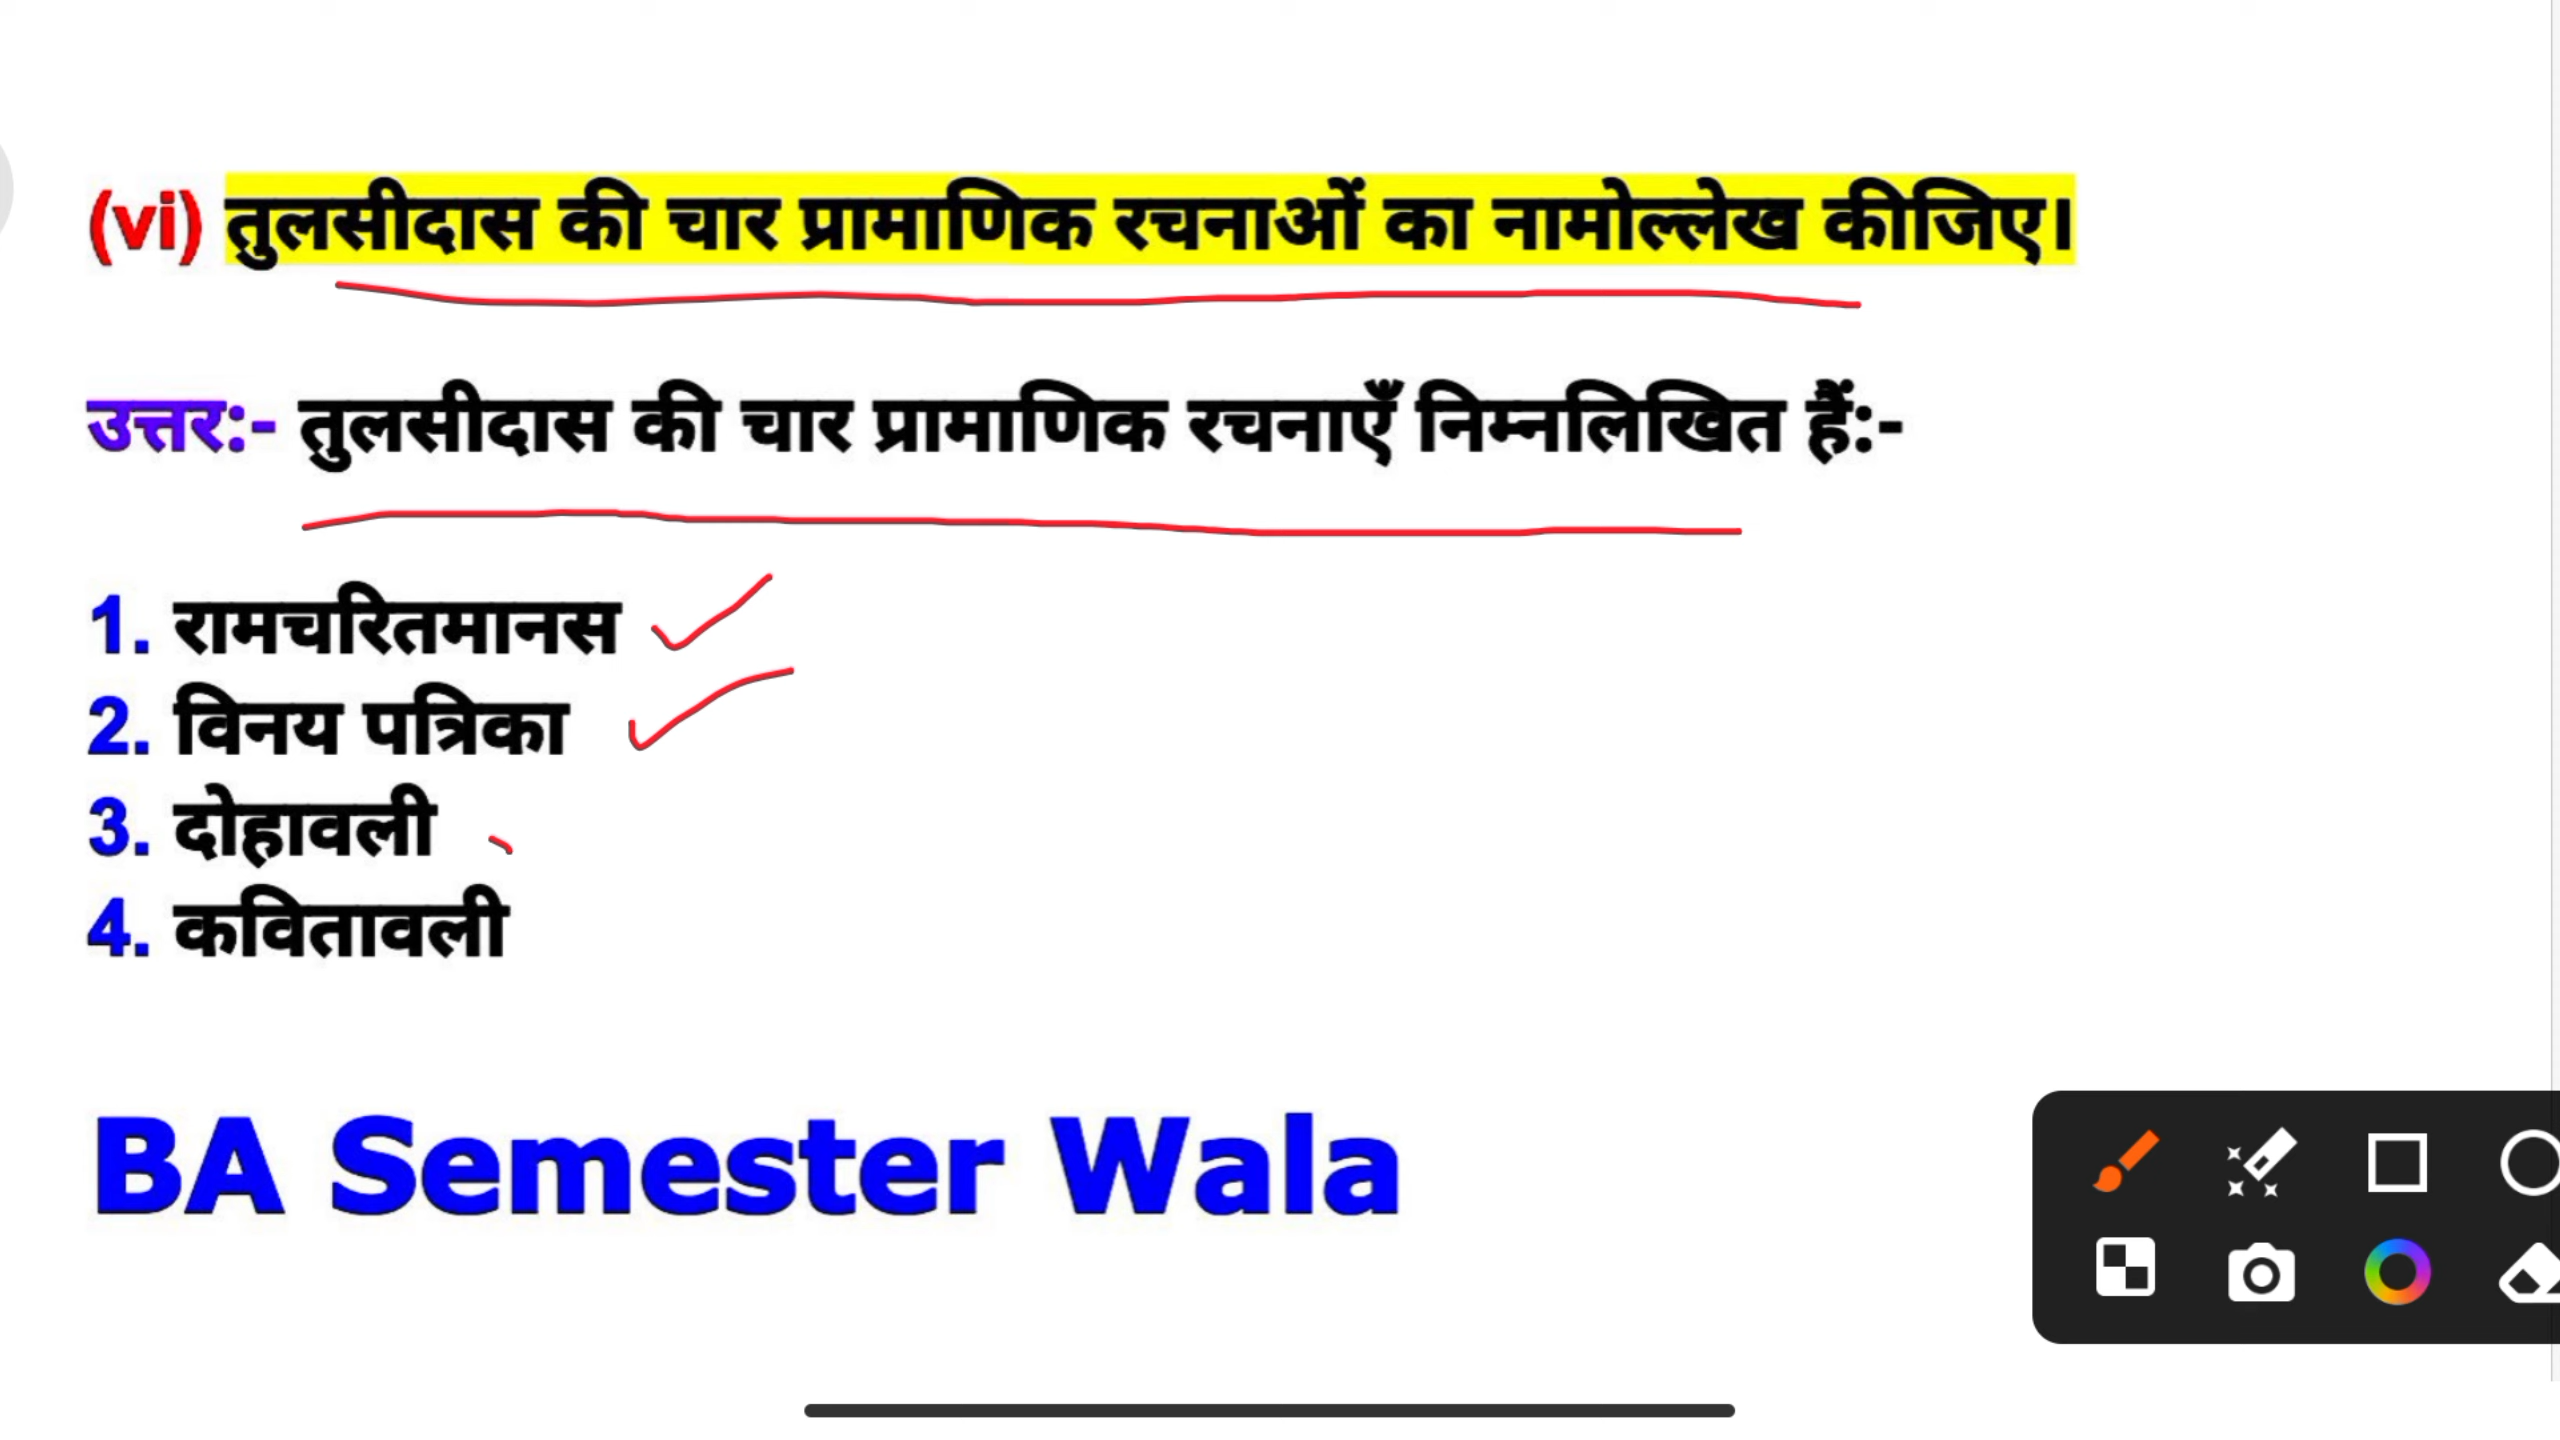 (vi) तुलसीदास की चार प्रामाणिक रचनाओं का नामोल्लेख कीजिए।
उत्तर:- तुलसीदास की चार प्रामाणिक रचनाएँ निम्नलिखित हैं:-
1. रामचरितमानस
2. विनय पत्रिका
3. दोहावली
4. कवितावली
BA Semester Wala